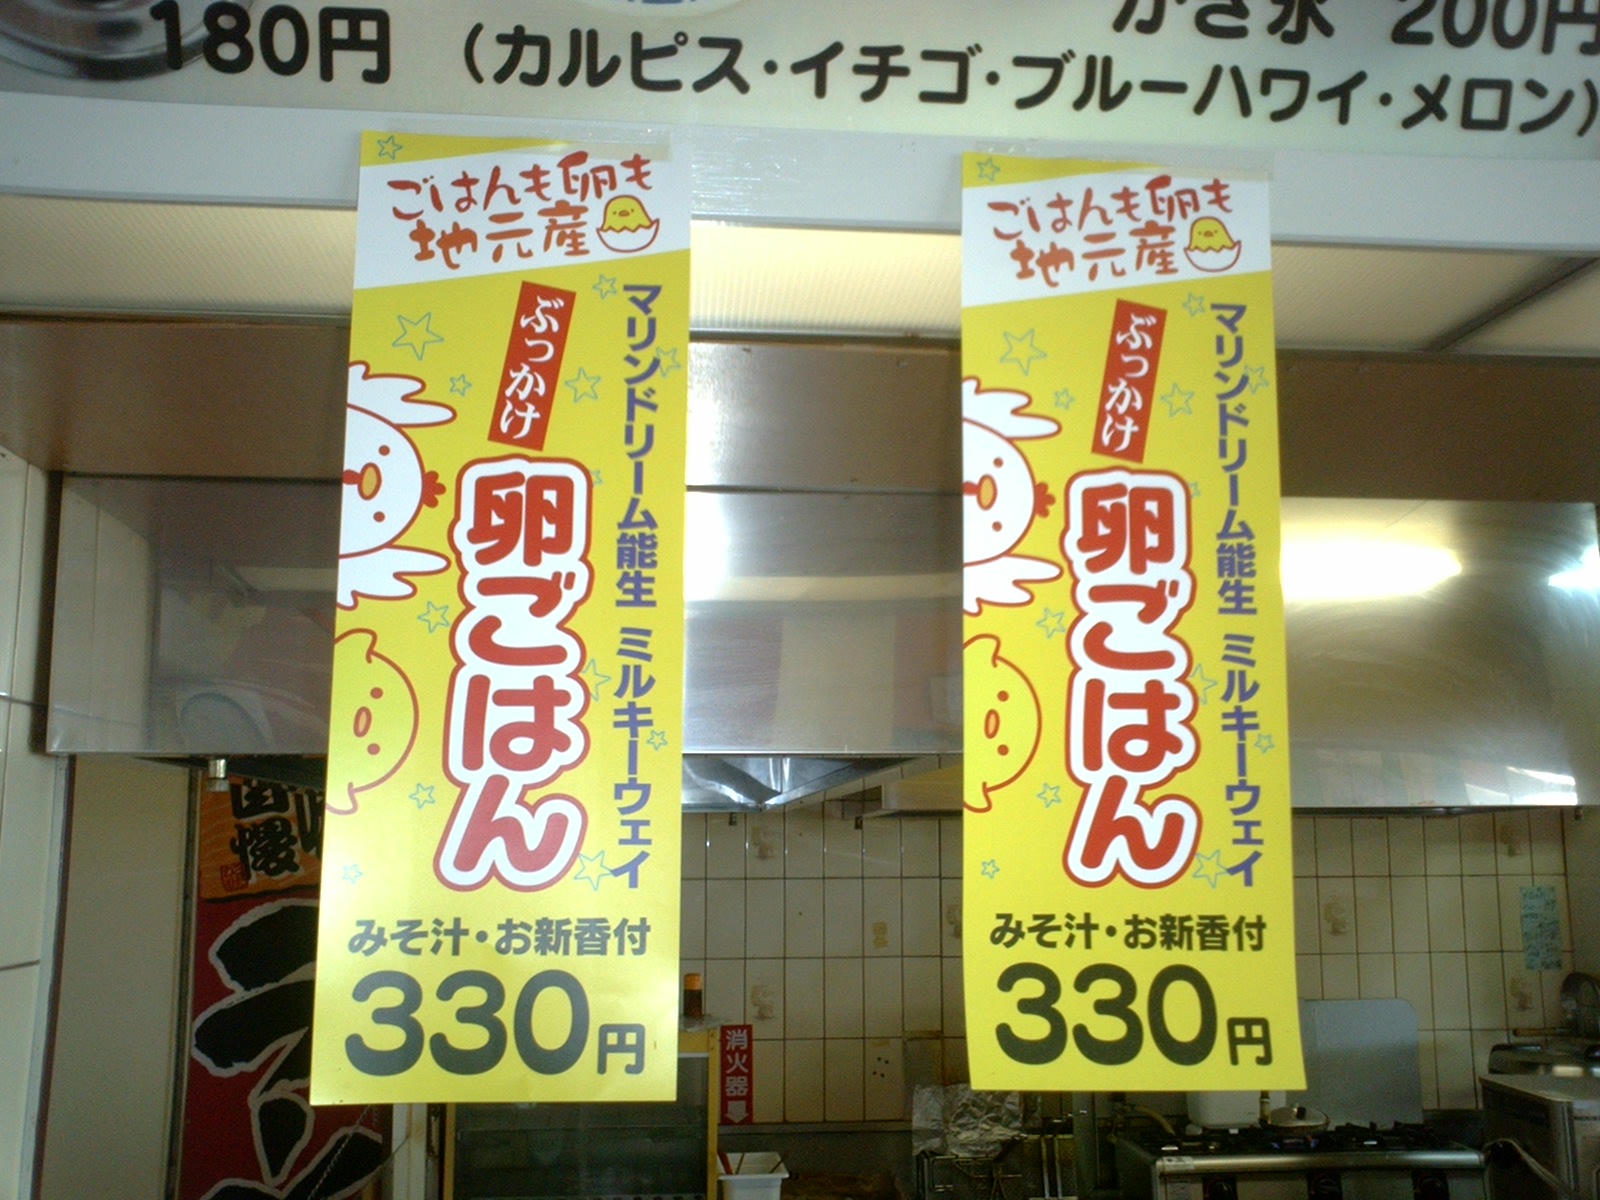 かき氷 200円
180円 (カルピス・イチゴ・ブルーハワイ・メロン)
ごはんも卵も
地元産
マリンドリーム能生 ミルキーウェイ
ぶっかけ
卵ごはん
みそ汁・お新香付
330円
ごはんも卵も
地元産
マリンドリーム能生 ミルキーウェイ
ぶっかけ
卵ごはん
みそ汁・お新香付
330円
消火器